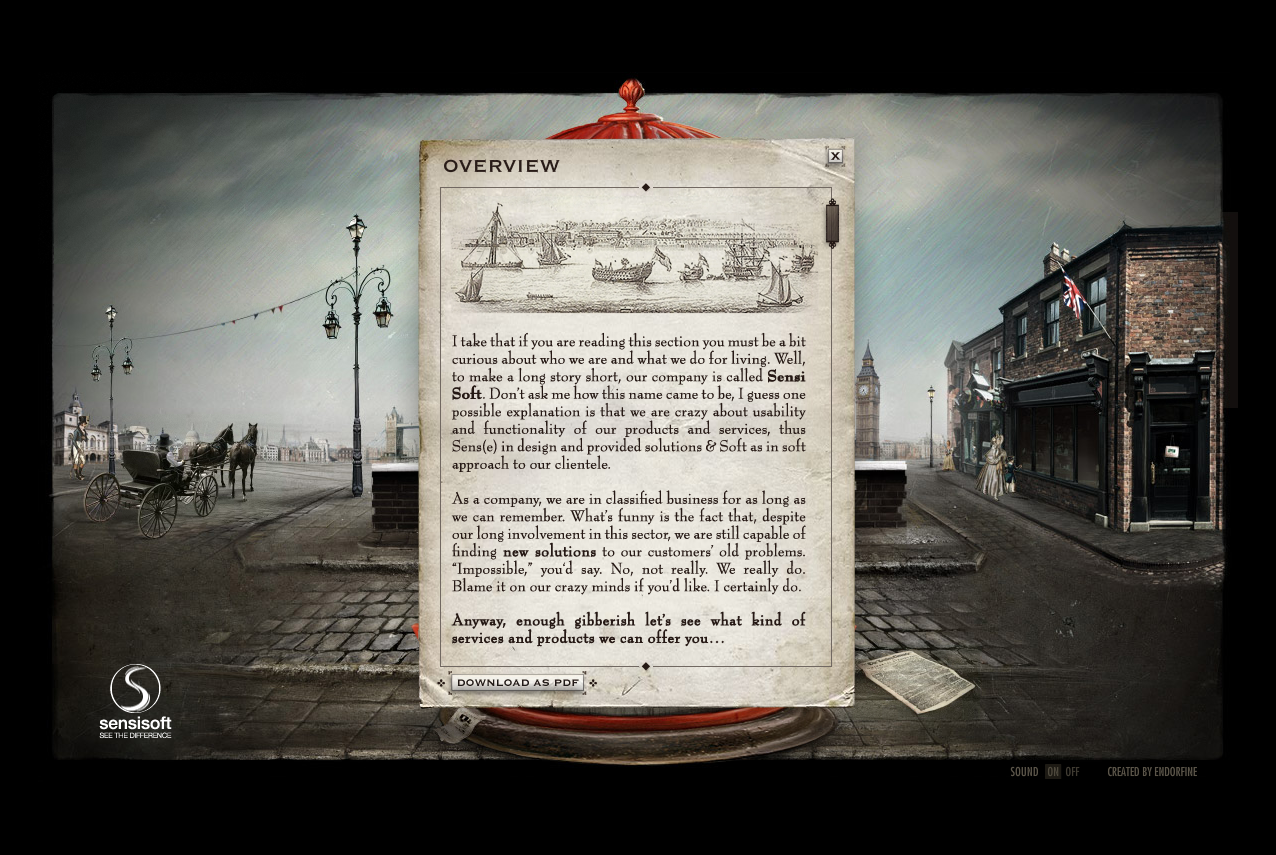 OVERVIEW
X
I take that if you are reading this section you must be a bit
curious about who we are and what we do for living. Well,
to make a long story short, our company is called Sensi
Soft. Don't ask me how this name came to be, I guess one
possible explanation is that we are crazy about usability
and functionality of our products and services, thus
Sens(e) in design and provided solutions & Soft as in soft
approach to our clientele.
As a company, we are in classified business for as long as
we can remember. What's funny is the fact that, despite
our long involvement in this sector, we are still capable of
finding new solutions to our customers' old problems.
“Impossible,” you'd say. No, not really. We really do.
Blame it on our crazy minds if you'd like. I certainly do.
Anyway, enough gibberish let's see what kind of
services and products we can offer you...
DOWNLOAD AS PDF
sensisoft
SEE THE DIFFERENCE
SOUND ON OFF CREATED BY ENDORFINE